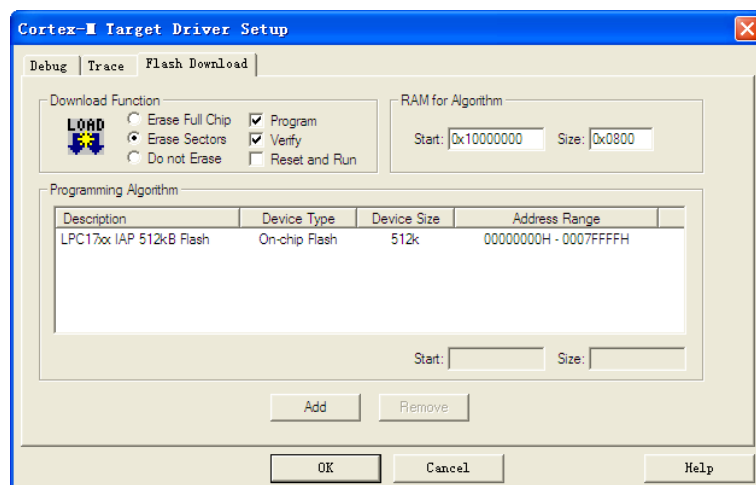 Cortex-M Target Driver Setup
Debug Trace Flash Download
Download Function
LOAD
Erase Full Chip
Erase Sectors
Do not Erase
Program
Verify
Reset and Run
RAM for Algorithm
Start: 0x10000000 Size: 0x0800
Programming Algorithm
Description Device Type Device Size Address Range
LPC17xx IAP 512kB Flash On-chip Flash 512k 00000000H - 0007FFFFH
Start: Size:
Add Remove
OK Cancel Help